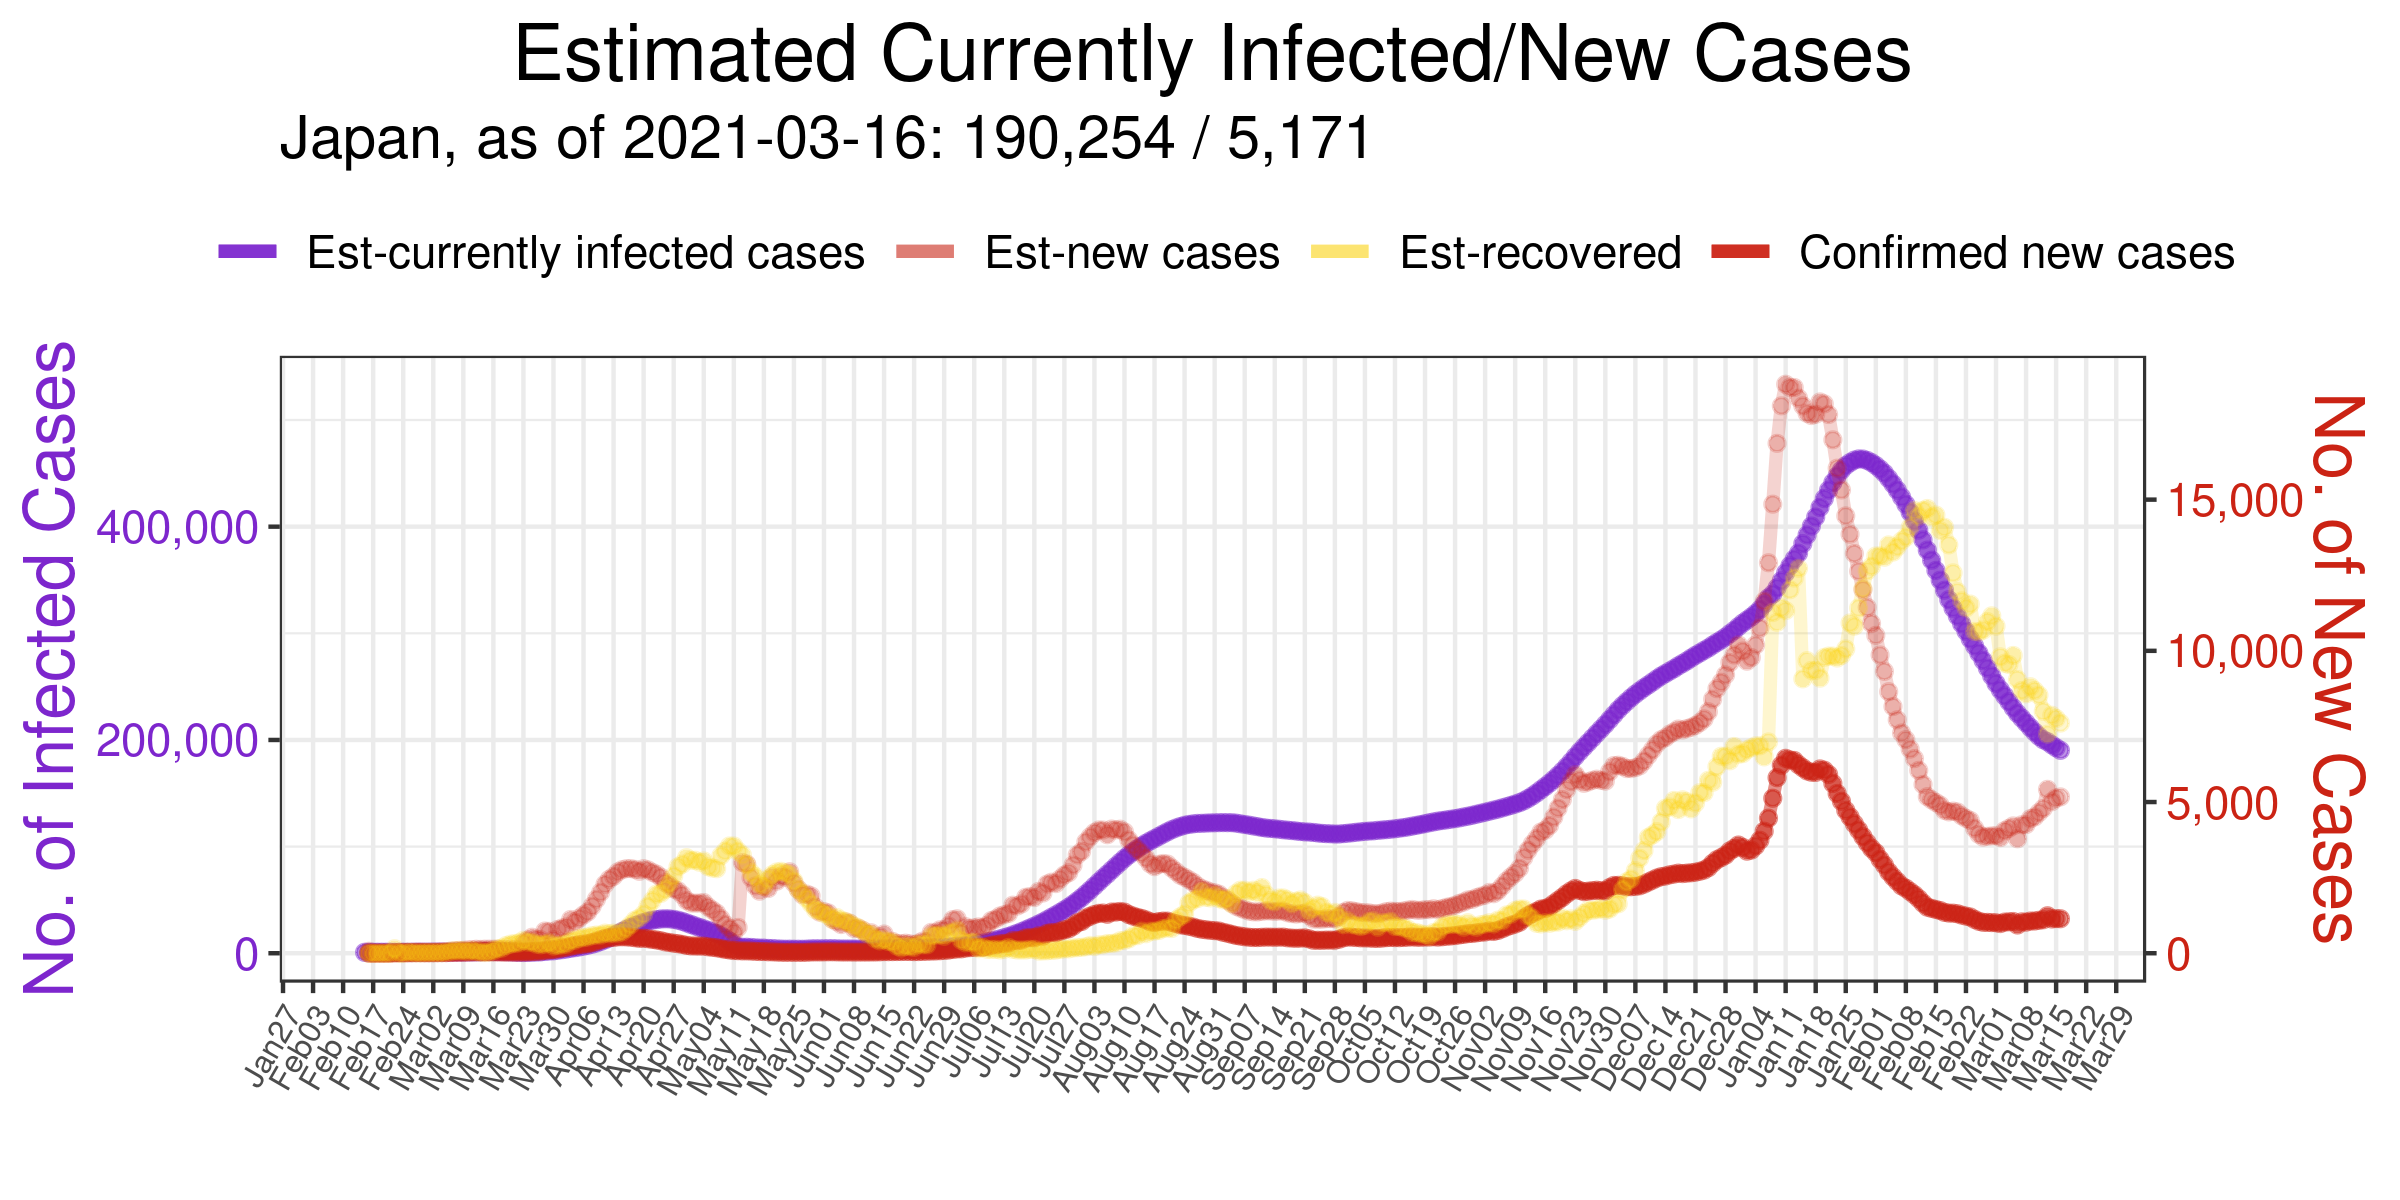 Estimated Currently Infected/New Cases
Japan, as of 2021-03-16: 190,254 / 5,171
Est-currently infected cases Est-new cases Est-recovered Confirmed new cases
No. of Infected Cases
400,000
200,000
0
15,000
10,000
5,000
0
No. of New Cases
Jan27 Feb03 Feb10 Feb17 Feb24 Mar02 Mar09 Mar16 Mar23 Mar30 Apr06 Apr13 Apr20 Apr27 May04 May11 May18 May25 Jun01 Jun08 Jun15 Jun22 Jun29 Jul06 Jul13 Jul20 Jul27 Aug03 Aug10 Aug17 Aug24 Aug31 Sep07 Sep14 Sep21 Sep28 Oct05 Oct12 Oct19 Oct26 Nov02 Nov09 Nov16 Nov23 Nov30 Dec07 Dec14 Dec21 Dec28 Jan04 Jan11 Jan18 Jan25 Feb01 Feb08 Feb15 Feb22 Mar01 Mar08 Mar15 Mar22 Mar29